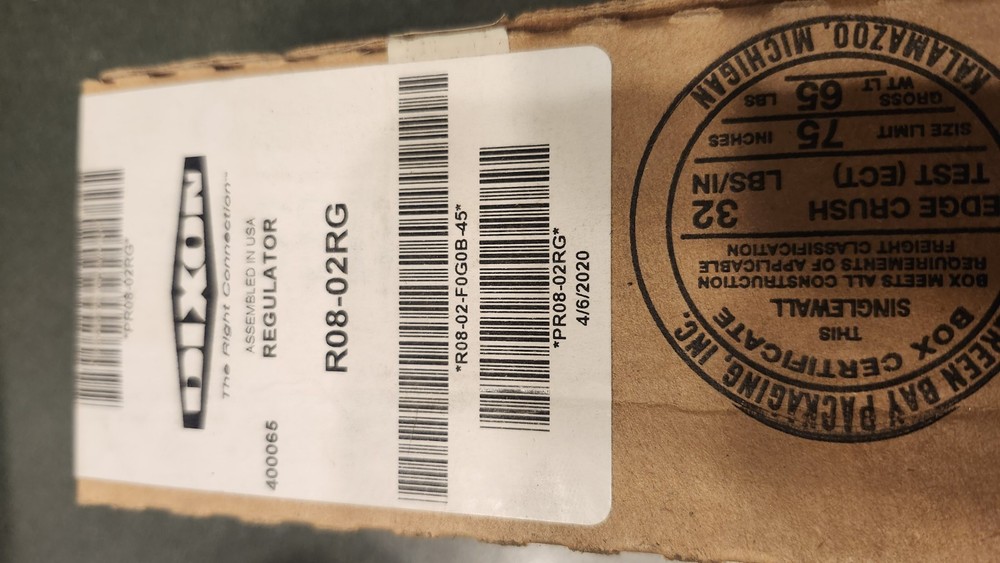 *PR08-02RG*
DIXON
The Right Connection™
ASSEMBLED IN USA
400065 REGULATOR
R08-02RG
*R08-02-F0G0B-45*
*PR08-02RG*
4/6/2020
BOX CERTIFICATE
THIS
SINGLEWALL
BOX MEETS ALL CONSTRUCTION
REQUIREMENTS OF APPLICABLE
FREIGHT CLASSIFICATION
EDGE CRUSH 32
TEST (ECT) LBS/IN
SIZE LIMIT 75 INCHES
GROSS WT LT 65 LBS
REEN BAY PACKAGING, INC.
KALAMAZOO, MICHIGAN